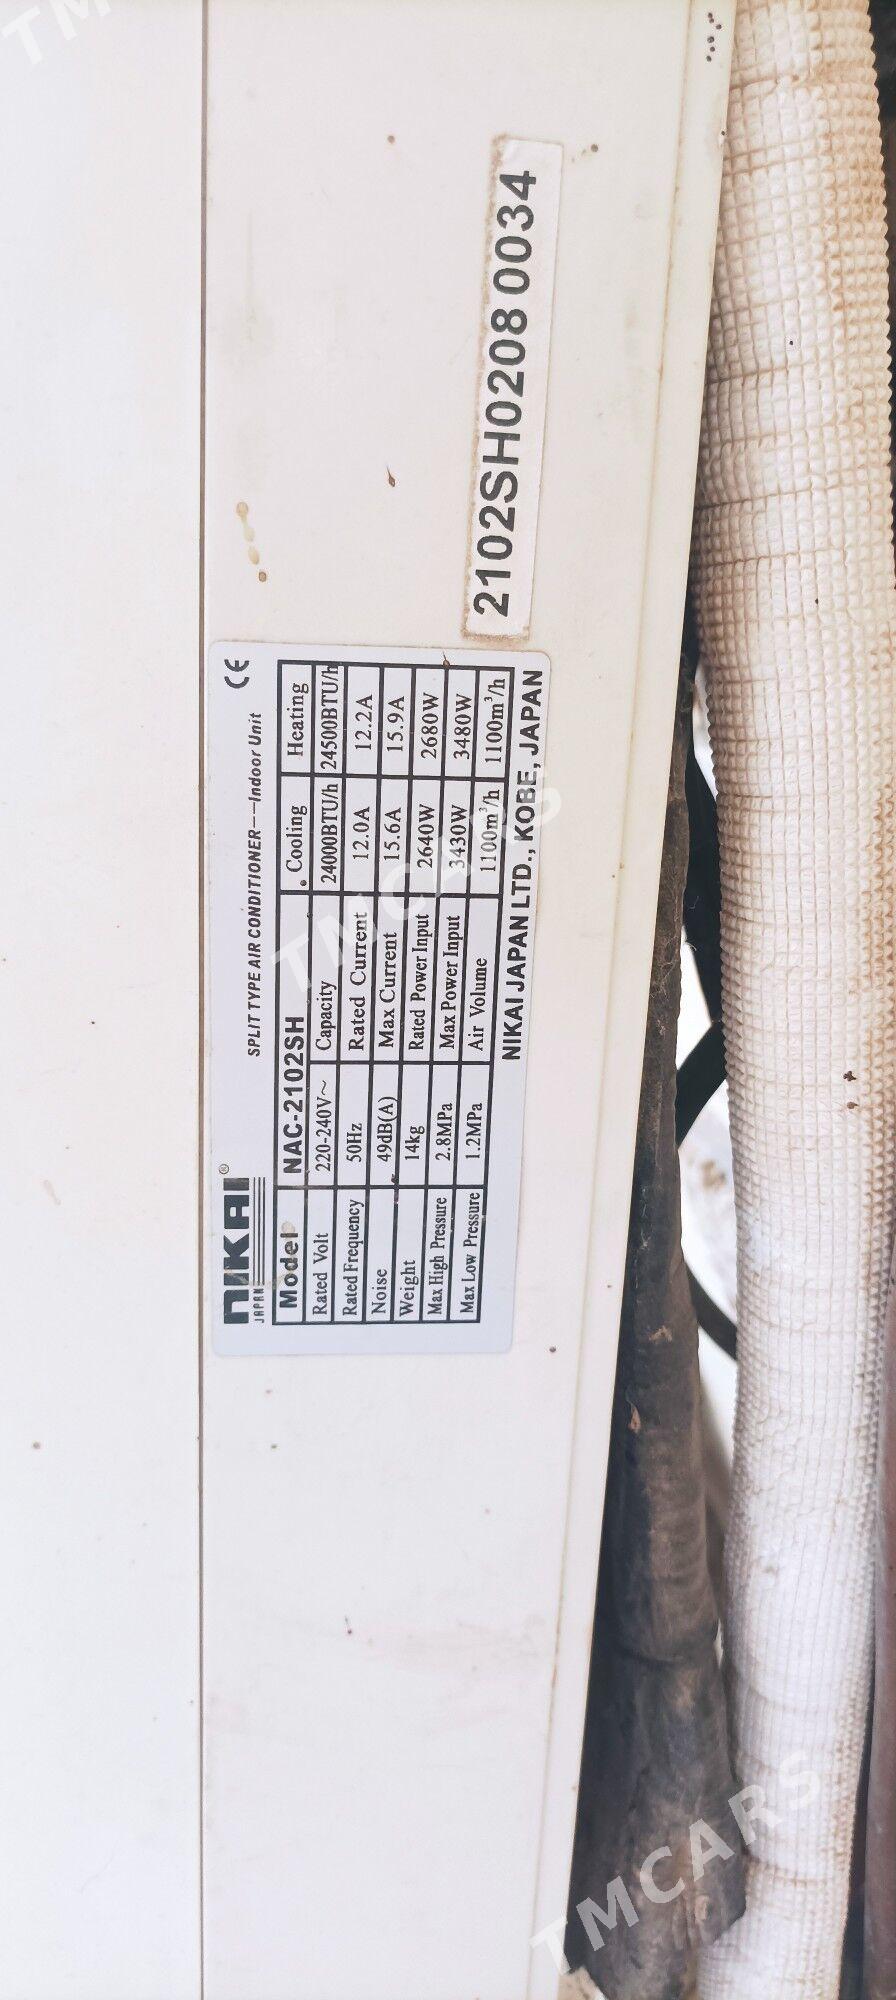 NIKAI®
JAPAN
SPLIT TYPE AIR CONDITIONER---Indoor Unit
CE
Model NAC-2102SH Cooling Heating
Rated Volt 220-240V~ Capacity 24000BTU/h 24500BTU/h
Rated Frequency 50Hz Rated Current 12.0A 12.2A
Noise 49dB(A) Max Current 15.6A 15.9A
Weight 14kg Rated Power Input 2640W 2680W
Max High Pressure 2.8MPa Max Power Input 3430W 3480W
Max Low Pressure 1.2MPa Air Volume 1100m³/h 1100m³/h
NIKAI JAPAN LTD., KOBE, JAPAN
2102SH0208 0034
TM
TMCARS
TMCARS